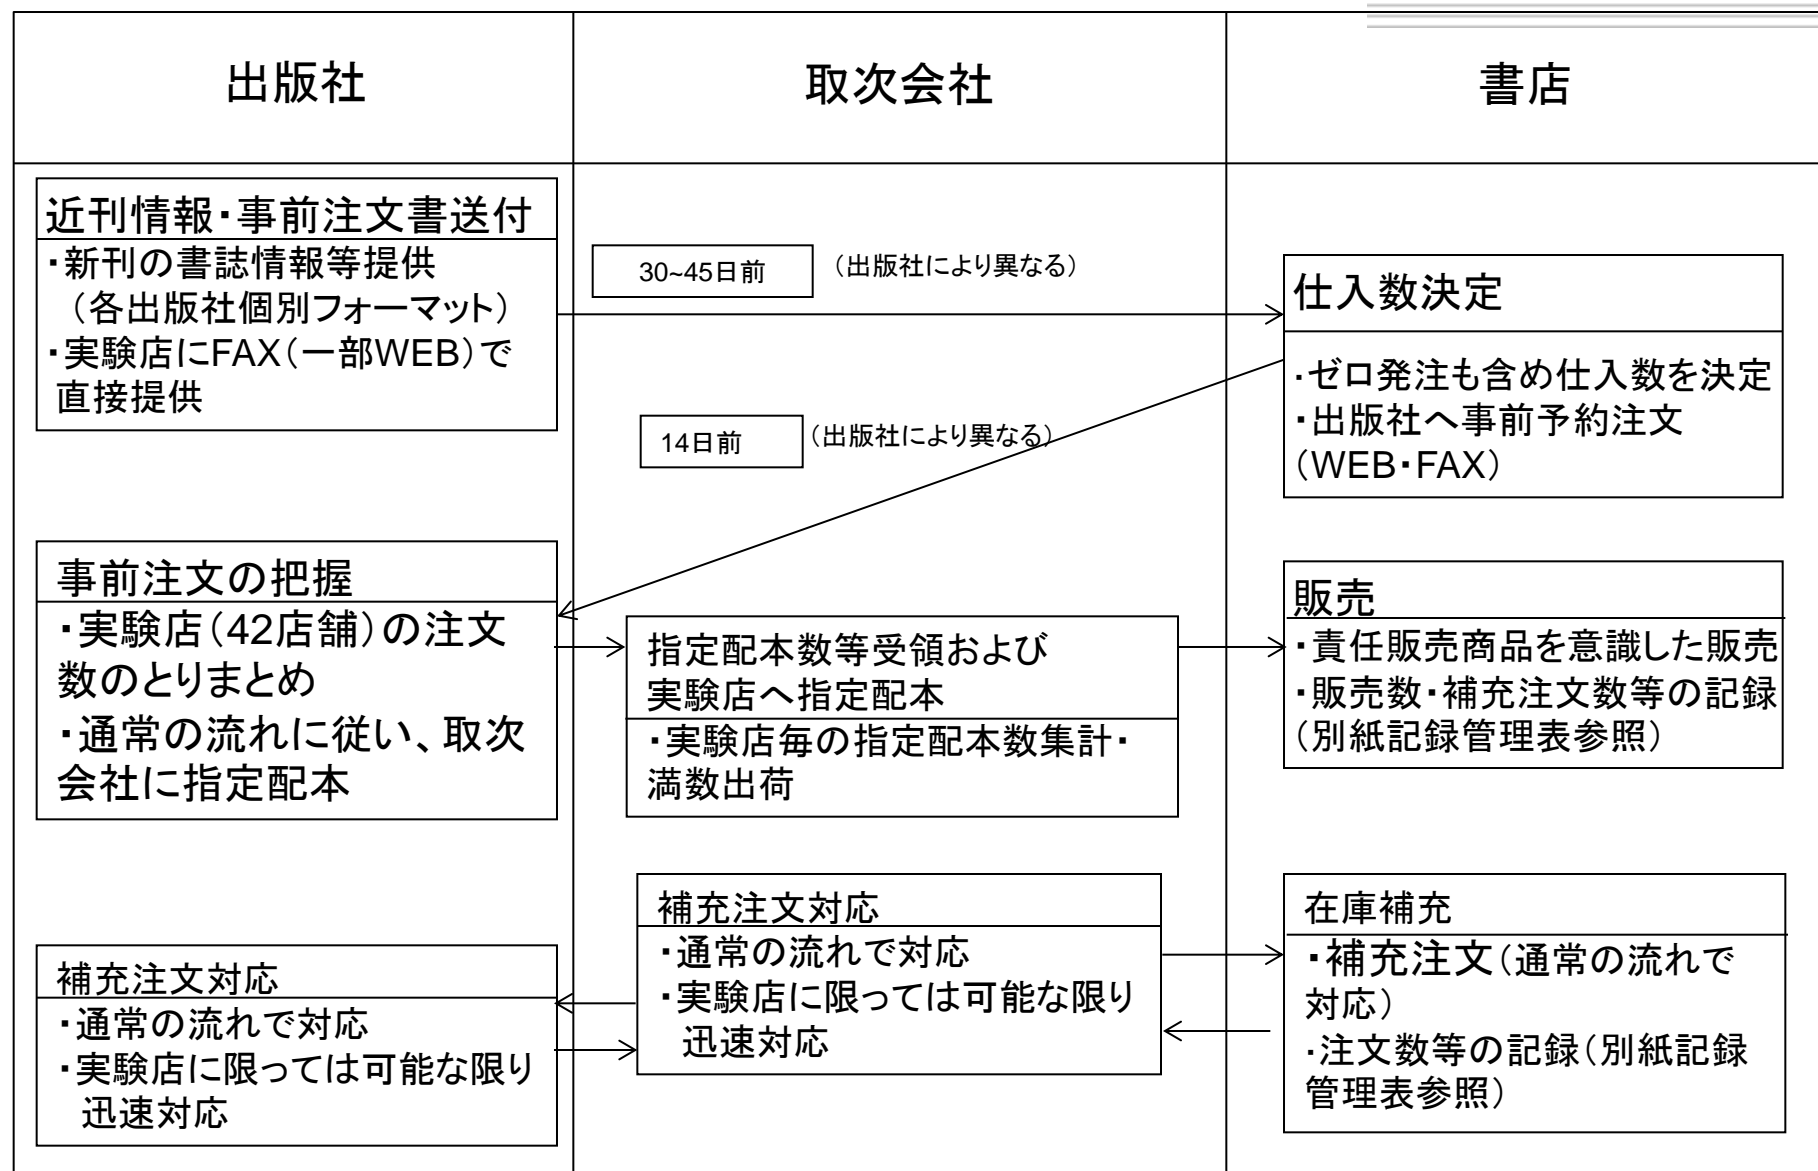 出版社
取次会社
書店
近刊情報・事前注文書送付
・新刊の書誌情報等提供
（各出版社個別フォーマット）
・実験店にFAX（一部WEB）で
直接提供
30~45日前
（出版社により異なる）
仕入数決定
・ゼロ発注も含め仕入数を決定
・出版社へ事前予約注文
（WEB・FAX）
14日前
（出版社により異なる）
事前注文の把握
・実験店（42店舗）の注文
数のとりまとめ
・通常の流れに従い、取次
会社に指定配本
指定配本数等受領および
実験店へ指定配本
・実験店毎の指定配本数集計・
満数出荷
販売
・責任販売商品を意識した販売
・販売数・補充注文数等の記録
（別紙記録管理表参照）
補充注文対応
・通常の流れで対応
・実験店に限っては可能な限り
迅速対応
補充注文対応
・通常の流れで対応
・実験店に限っては可能な限り
迅速対応
在庫補充
・補充注文（通常の流れで
対応）
・注文数等の記録（別紙記録
管理表参照）